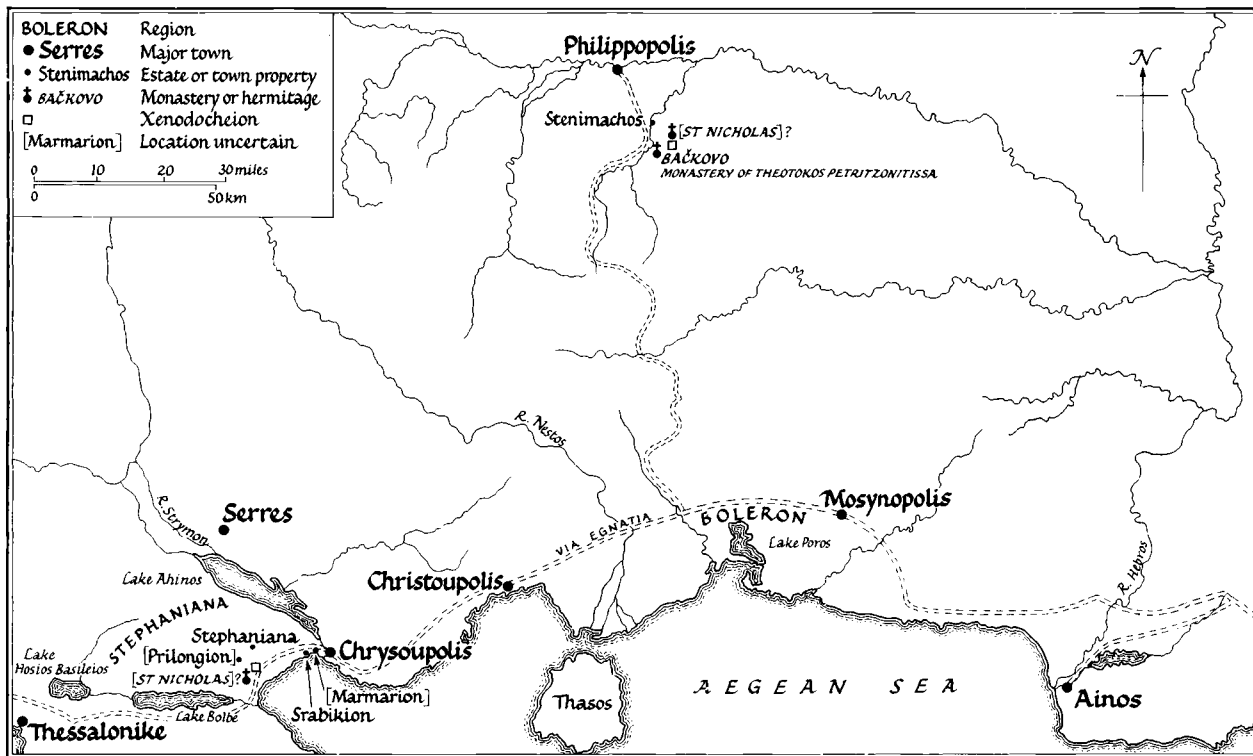 BOLERON Region
Serres Major town
Stenimachos Estate or town property
BAČKOVO Monastery or hermitage
Xenodocheion
[Marmarion] Location uncertain
0 10 20 30 miles
0 50 km
N
Philippopolis
Stenimachos
[ST NICHOLAS]?
BAČKOVO
MONASTERY OF THEOTOKOS PETRITZONITISSA
R. Nestos
R. Strymon
Serres
VIA EGNATIA
BOLERON
Mosynopolis
Lake Poros
R. Hebros
Lake Ahinos
Christoupolis
STEPHANIANA
Stephaniana
Chrysoupolis
Lake
Hosios Basileios
[Prilongion]
[ST NICHOLAS]?
[Marmarion]
Srabikion
Lake Bolbe
Thasos
AEGEAN SEA
Ainos
Thessalonike